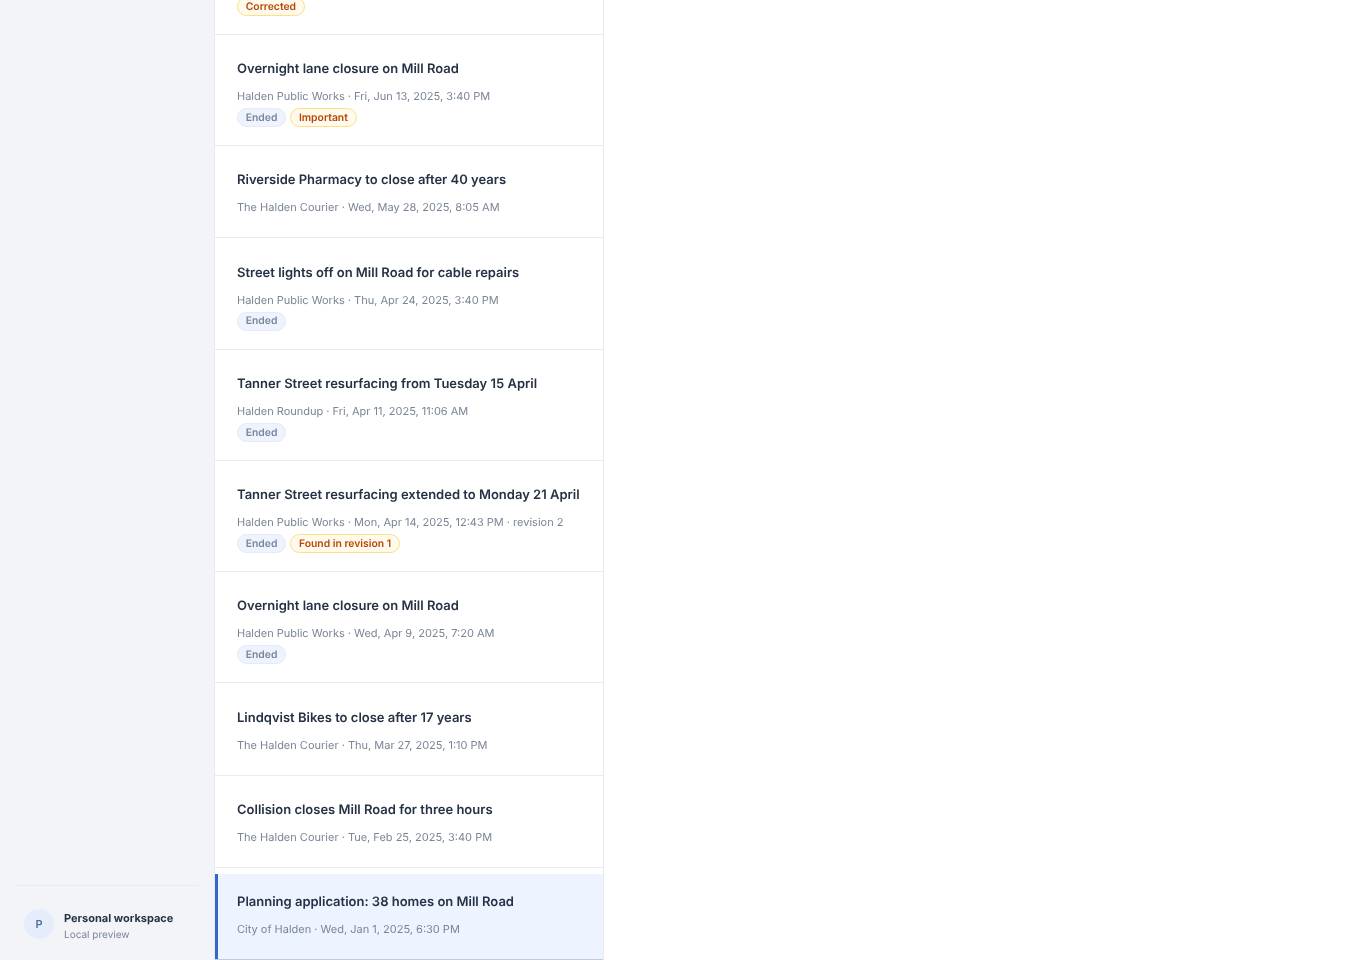 Corrected
Overnight lane closure on Mill Road
Halden Public Works · Fri, Jun 13, 2025, 3:40 PM
Ended Important
Riverside Pharmacy to close after 40 years
The Halden Courier · Wed, May 28, 2025, 8:05 AM
Street lights off on Mill Road for cable repairs
Halden Public Works · Thu, Apr 24, 2025, 3:40 PM
Ended
Tanner Street resurfacing from Tuesday 15 April
Halden Roundup · Fri, Apr 11, 2025, 11:06 AM
Ended
Tanner Street resurfacing extended to Monday 21 April
Halden Public Works · Mon, Apr 14, 2025, 12:43 PM · revision 2
Ended Found in revision 1
Overnight lane closure on Mill Road
Halden Public Works · Wed, Apr 9, 2025, 7:20 AM
Ended
Lindqvist Bikes to close after 17 years
The Halden Courier · Thu, Mar 27, 2025, 1:10 PM
Collision closes Mill Road for three hours
The Halden Courier · Tue, Feb 25, 2025, 3:40 PM
Planning application: 38 homes on Mill Road
City of Halden · Wed, Jan 1, 2025, 6:30 PM
P
Personal workspace
Local preview